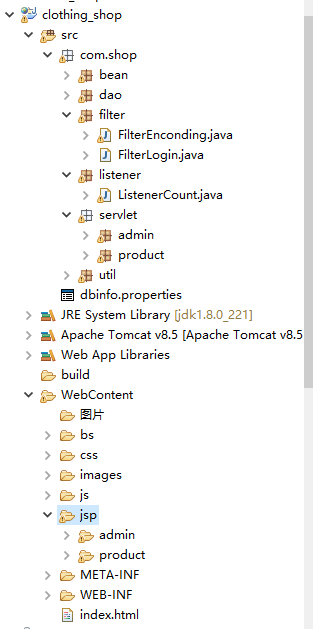 clothing_shop
src
com.shop
bean
dao
filter
FilterEnconding.java
FilterLogin.java
listener
ListenerCount.java
servlet
admin
product
util
dbinfo.properties
JRE System Library [jdk1.8.0_221]
Apache Tomcat v8.5 [Apache Tomcat v8.5
Web App Libraries
build
WebContent
图片
bs
css
images
js
jsp
admin
product
META-INF
WEB-INF
index.html